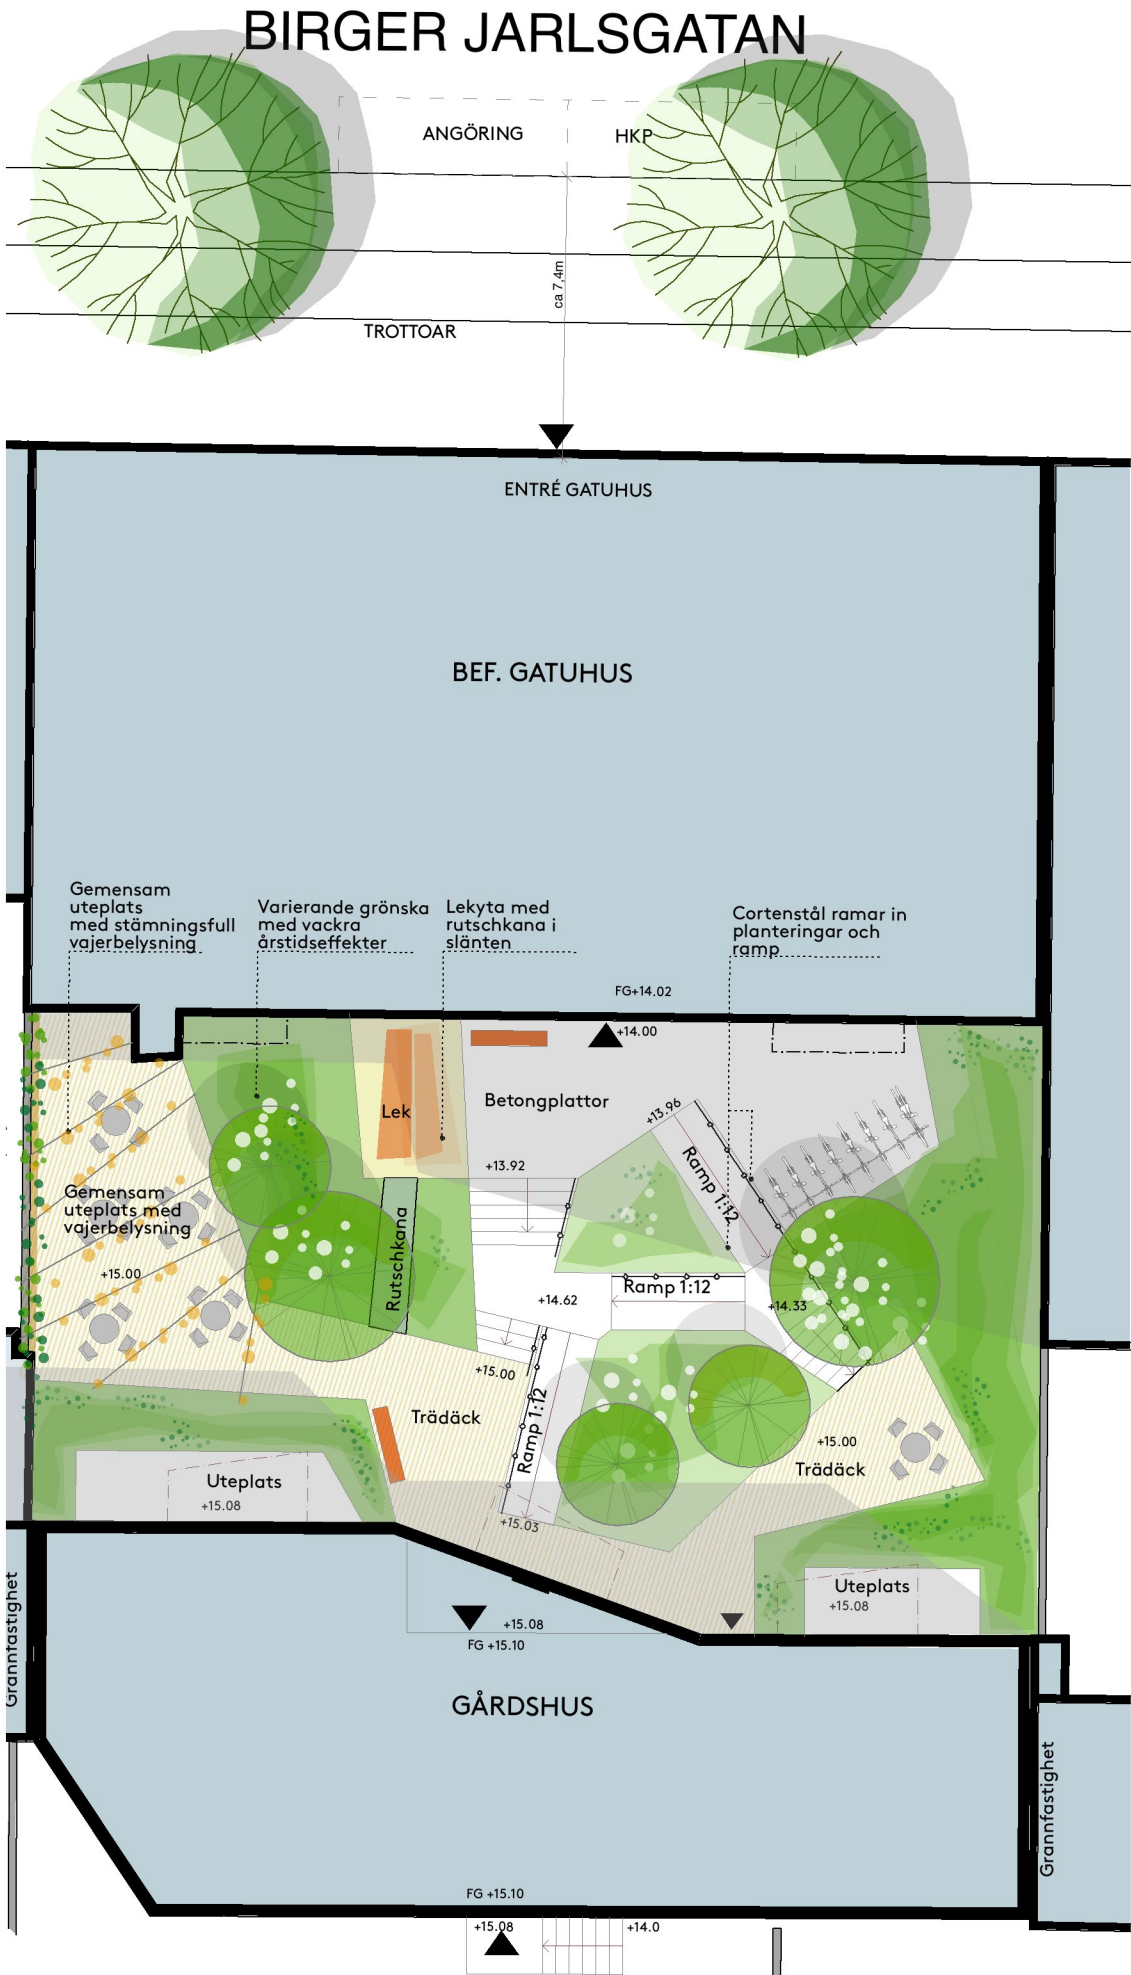 BIRGER JARLSGATAN
ANGÖRING
HKP
ca 7,4m
TROTTOAR
ENTRÉ GATUHUS
BEF. GATUHUS
Gemensam
uteplats
med stämningsfull
vajerbelysning
Varierande grönska
med vackra
årstidseffekter
Lekyta med
rutschkana i
slänten
Cortenstål ramar in
planteringar och
ramp
FG+14.02
+14.00
Lek
Betongplattor
+13.96
+13.92
Ramp 1:12
Gemensam
uteplats med
vajerbelysning
+15.00
Rutschkana
Ramp 1:12
+14.62
+14.33
+15.00
Ramp 1:12
Trädäck
+15.00
Trädäck
Uteplats
+15.08
+15.03
Uteplats
+15.08
+15.08
FG +15.10
Grannfastighet
GÅRDSHUS
Grannfastighet
FG +15.10
+15.08
+14.0